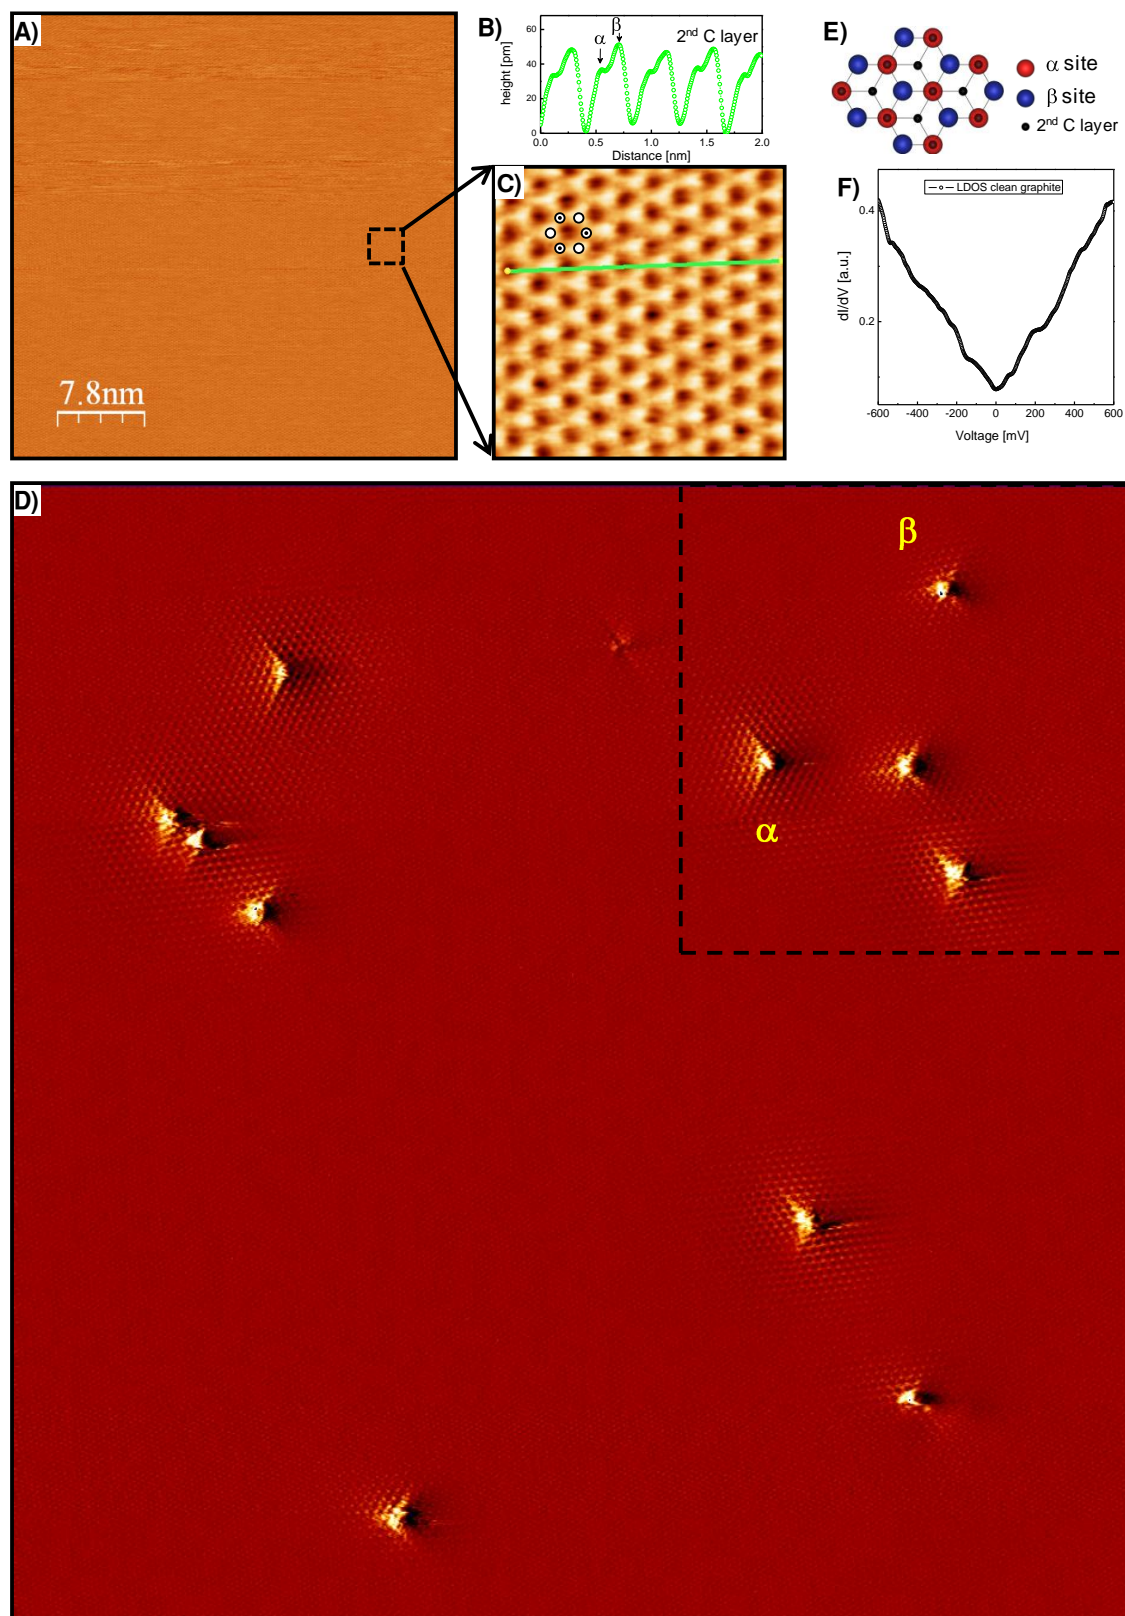 A)
7.8nm
B)
height [pm]
60
40
20
0
α
β
2nd C layer
0.0
0.5
1.0
1.5
2.0
Distance [nm]
C)
E)
α site
β site
2nd C layer
F)
LDOS clean graphite
dI/dV [a.u.]
0.4
0.2
-600
-400
-200
0
200
400
600
Voltage [mV]
D)
β
α